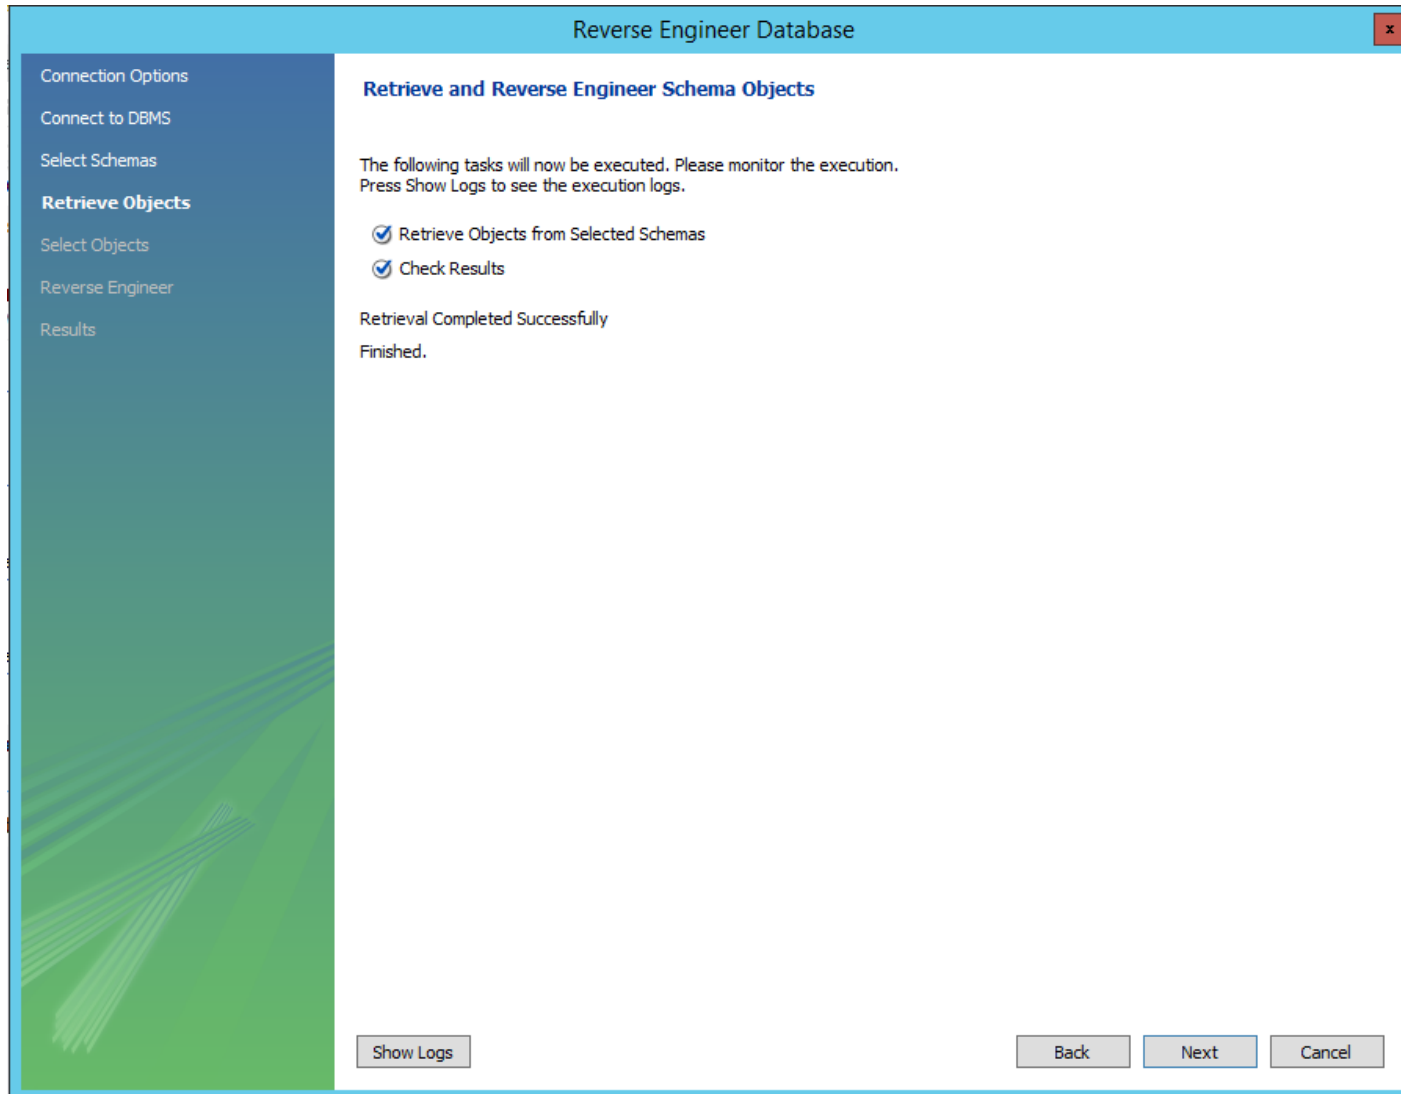 Reverse Engineer Database
x
Connection Options
Connect to DBMS
Select Schemas
Retrieve Objects
Select Objects
Reverse Engineer
Results
Retrieve and Reverse Engineer Schema Objects
The following tasks will now be executed. Please monitor the execution.
Press Show Logs to see the execution logs.
Retrieve Objects from Selected Schemas
Check Results
Retrieval Completed Successfully
Finished.
Show Logs
Back
Next
Cancel